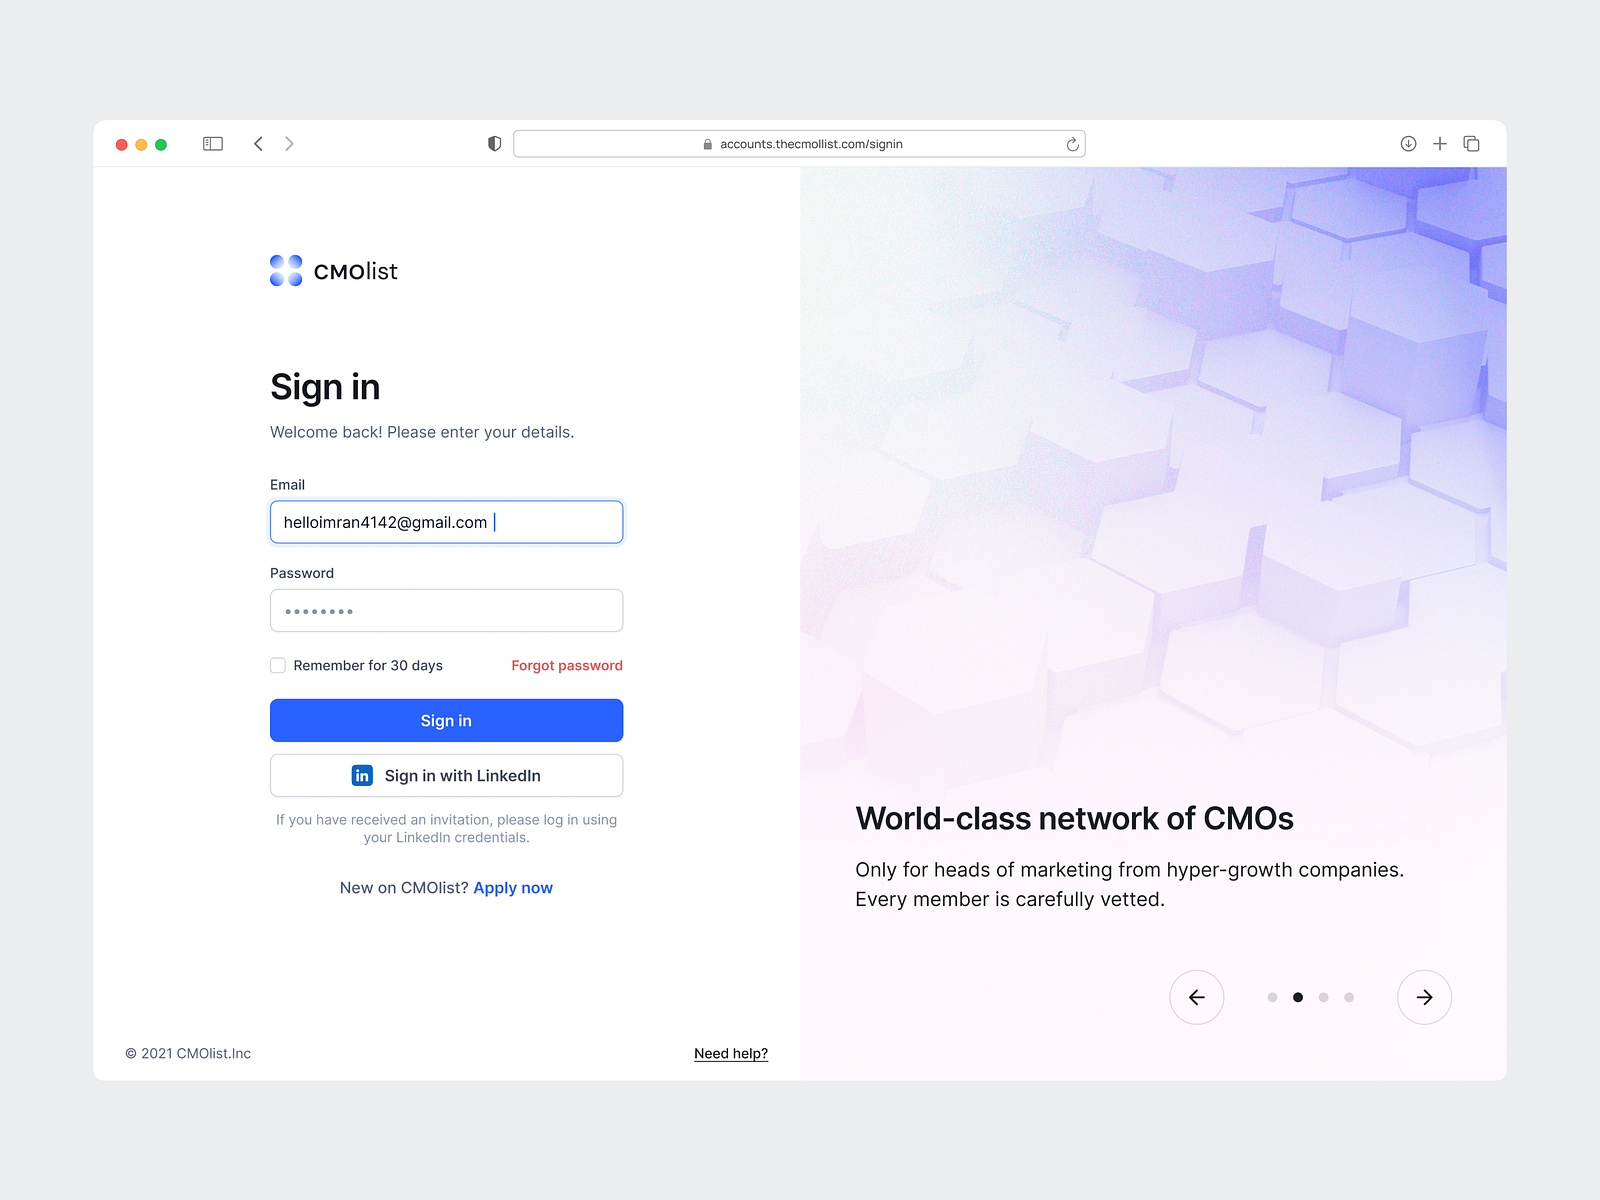 accounts.thecmollist.com/signin
CMOlist
Sign in
Welcome back! Please enter your details.
Email
helloimran4142@gmail.com
Password
Remember for 30 days
Forgot password
Sign in
in Sign in with LinkedIn
If you have received an invitation, please log in using
your LinkedIn credentials.
New on CMOlist? Apply now
© 2021 CMOlist.Inc
Need help?
World-class network of CMOs
Only for heads of marketing from hyper-growth companies.
Every member is carefully vetted.